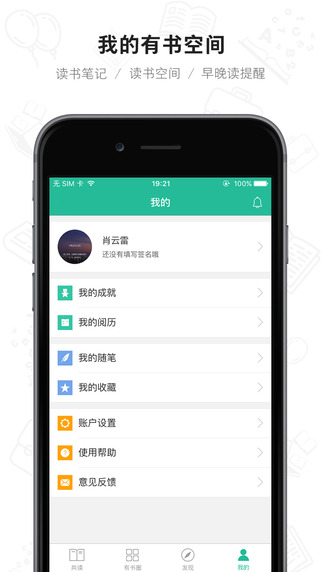 我的有书空间
读书笔记 / 读书空间 / 早晚读提醒
无 SIM 卡 19:21 100%
我的
肖云雷
还没有填写签名哦
我的成就
我的阅历
我的随笔
我的收藏
账户设置
使用帮助
意见反馈
共读 有书圈 发现 我的